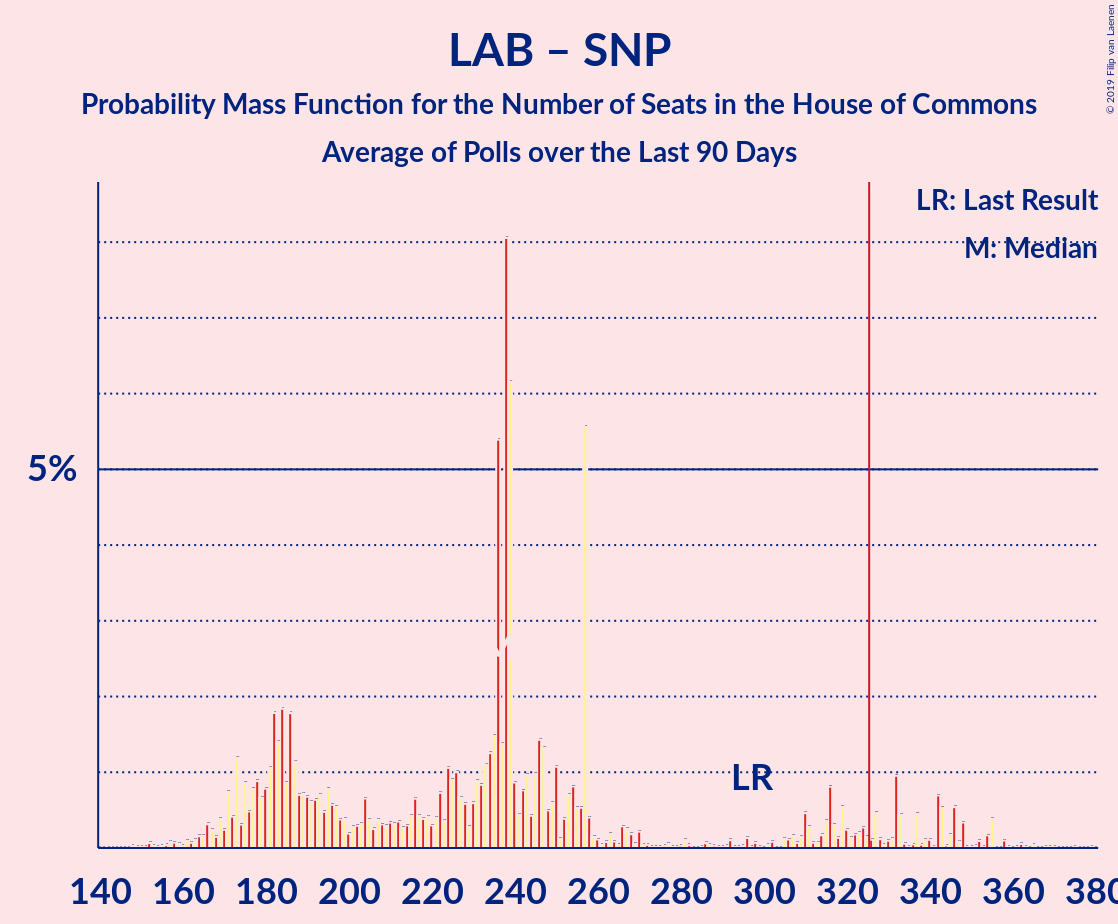 LAB – SNP
Probability Mass Function for the Number of Seats in the House of Commons
Average of Polls over the Last 90 Days
© 2019 Filip van Laenen
LR: Last Result
M: Median
5%
LR
140 160 180 200 220 240 260 280 300 320 340 360 380